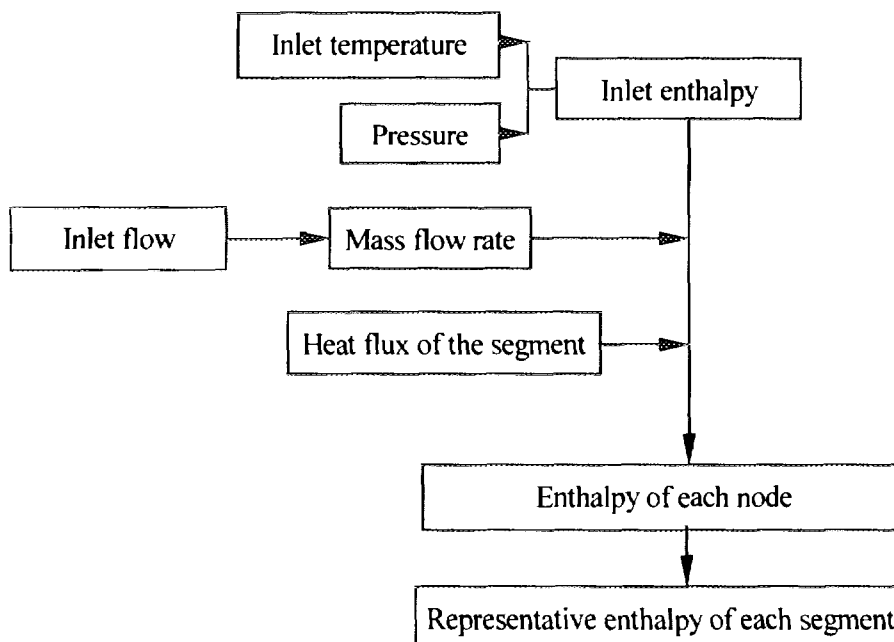 Inlet temperature
Inlet enthalpy
Pressure
Inlet flow
Mass flow rate
Heat flux of the segment
Enthalpy of each node
Representative enthalpy of each segment